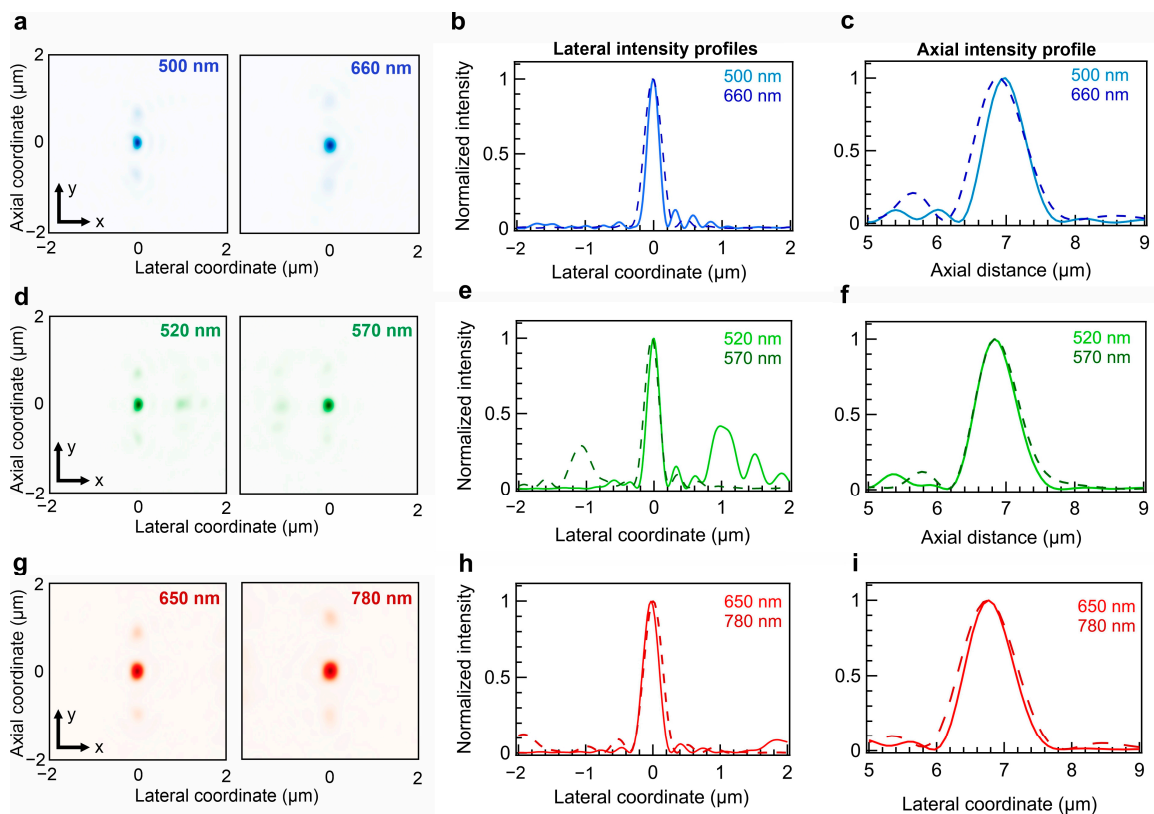 a
2
0
−2
Axial coordinate (µm)
500 nm
660 nm
y
x
−2
0
2
0
2
Lateral coordinate (µm)
b
Lateral intensity profiles
Normalized intensity
1
0.5
0
500 nm
660 nm
−2
−1
0
1
2
Lateral coordinate (µm)
c
Axial intensity profile
1
0.5
0
500 nm
660 nm
5
6
7
8
9
Axial distance (µm)
d
2
0
−2
Axial coordinate (µm)
520 nm
570 nm
y
x
−2
0
2
0
2
Lateral coordinate (µm)
e
Normalized intensity
1
0.5
0
520 nm
570 nm
−2
−1
0
1
2
Lateral coordinate (µm)
f
1
0.5
0
520 nm
570 nm
5
6
7
8
9
Axial distance (µm)
g
2
0
−2
Axial coordinate (µm)
650 nm
780 nm
y
x
−2
0
2
0
2
Lateral coordinate (µm)
h
Normalized intensity
1
0.5
0
650 nm
780 nm
−2
−1
0
1
2
Lateral coordinate (µm)
i
1
0.5
0
650 nm
780 nm
5
6
7
8
9
Lateral coordinate (µm)